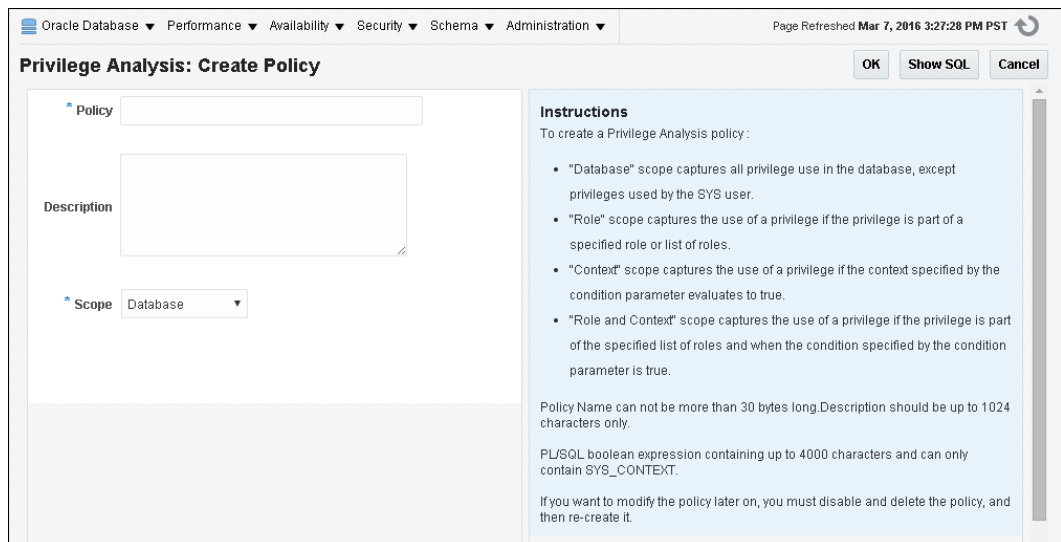 Oracle Database ▼ Performance ▼ Availability ▼ Security ▼ Schema ▼ Administration ▼
Page Refreshed Mar 7, 2016 3:27:28 PM PST
Privilege Analysis: Create Policy
OK Show SQL Cancel
* Policy
Description
* Scope Database ▼
Instructions
To create a Privilege Analysis policy :
• "Database" scope captures all privilege use in the database, except
privileges used by the SYS user.
• "Role" scope captures the use of a privilege if the privilege is part of a
specified role or list of roles.
• "Context" scope captures the use of a privilege if the context specified by the
condition parameter evaluates to true.
• "Role and Context" scope captures the use of a privilege if the privilege is part
of the specified list of roles and when the condition specified by the condition
parameter is true.
Policy Name can not be more than 30 bytes long.Description should be up to 1024
characters only.
PL/SQL boolean expression containing up to 4000 characters and can only
contain SYS_CONTEXT.
If you want to modify the policy later on, you must disable and delete the policy, and
then re-create it.